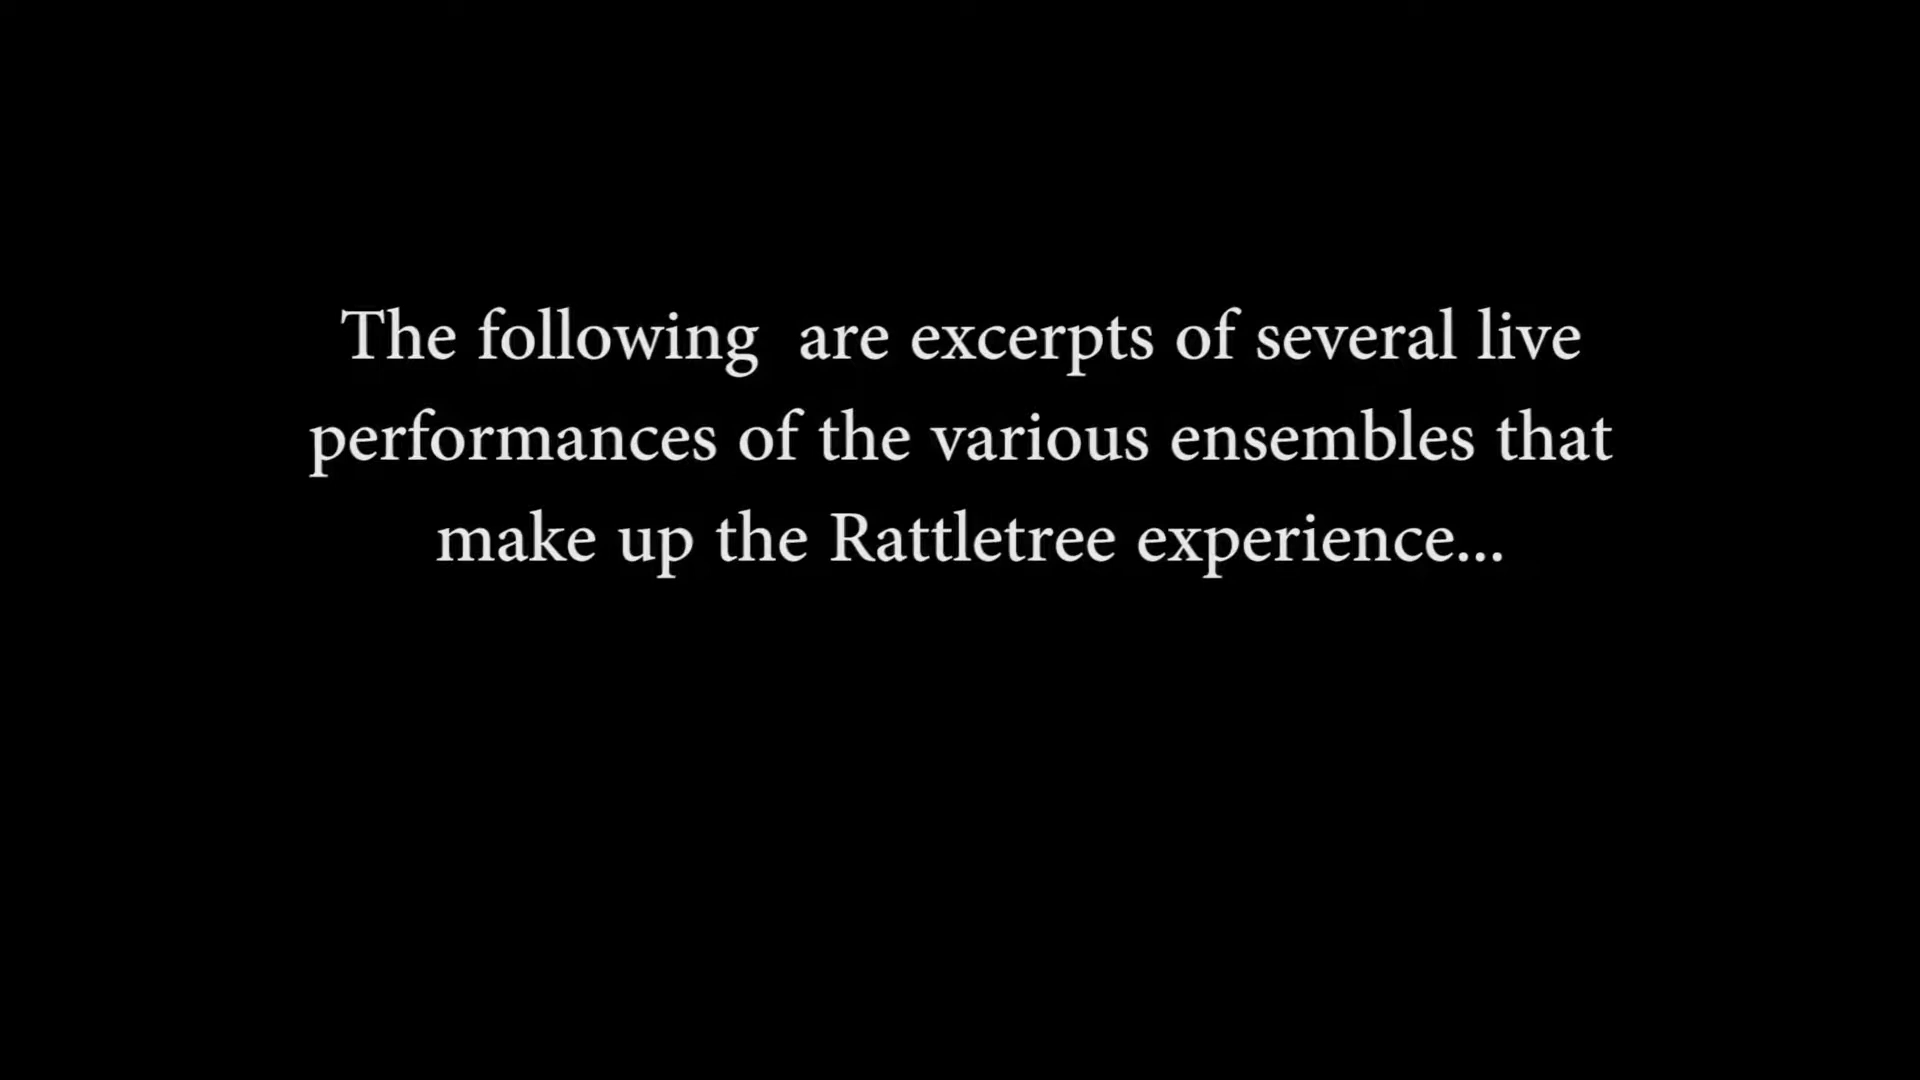 The following  are excerpts of several live
performances of the various ensembles that
make up the Rattletree experience...